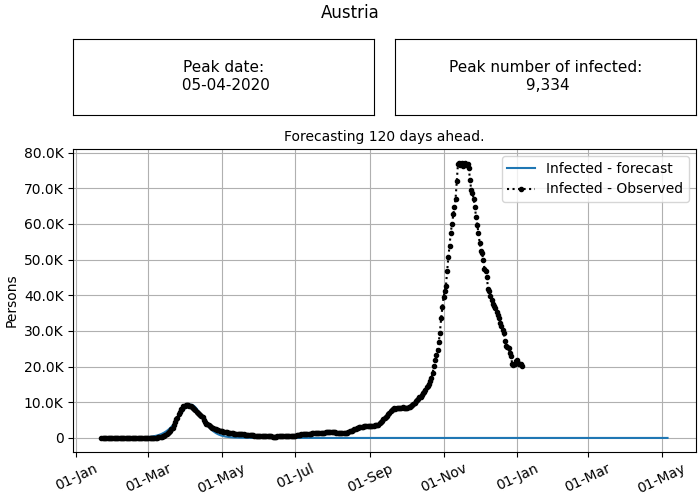 Austria
Peak date:
05-04-2020
Peak number of infected:
9,334
Forecasting 120 days ahead.
80.0K
70.0K
60.0K
50.0K
40.0K
30.0K
20.0K
10.0K
0
Persons
Infected - forecast
Infected - Observed
01-Jan
01-Mar
01-May
01-Jul
01-Sep
01-Nov
01-Jan
01-Mar
01-May